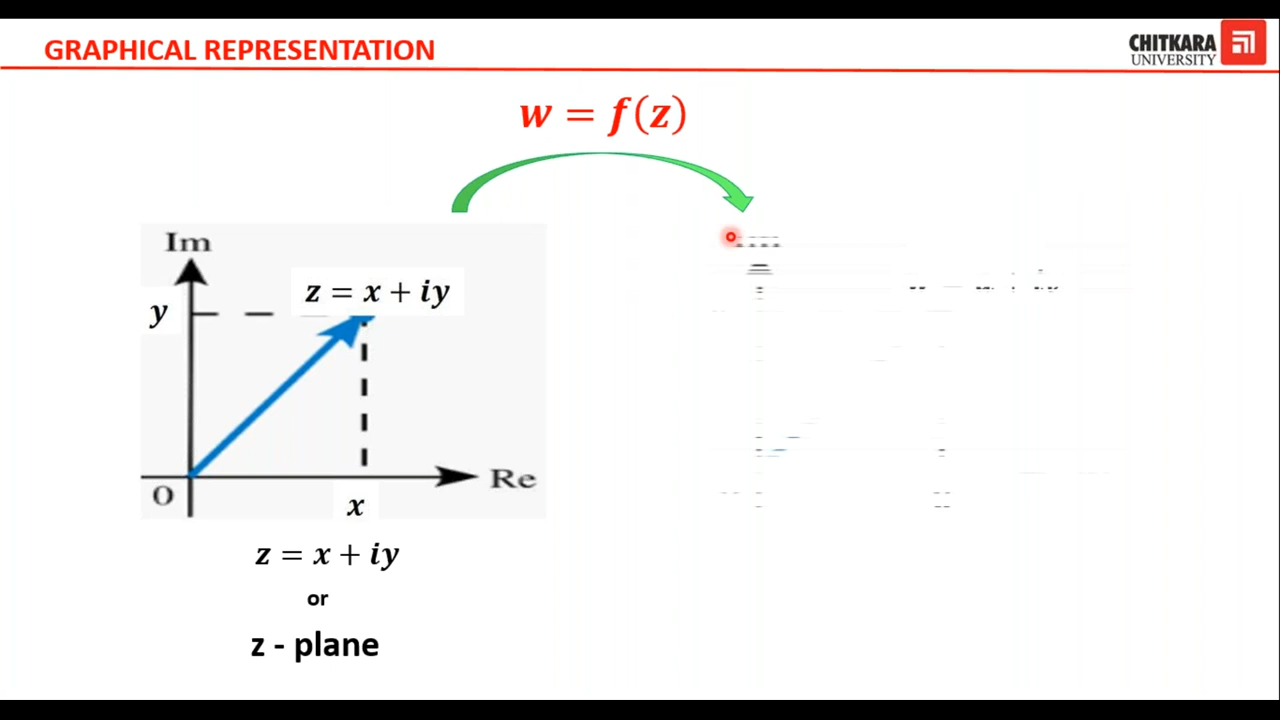 GRAPHICAL REPRESENTATION
CHITKARA
UNIVERSITY
w = f(z)
Im
z = x + iy
y
Re
O
x
z = x + iy
or
z - plane